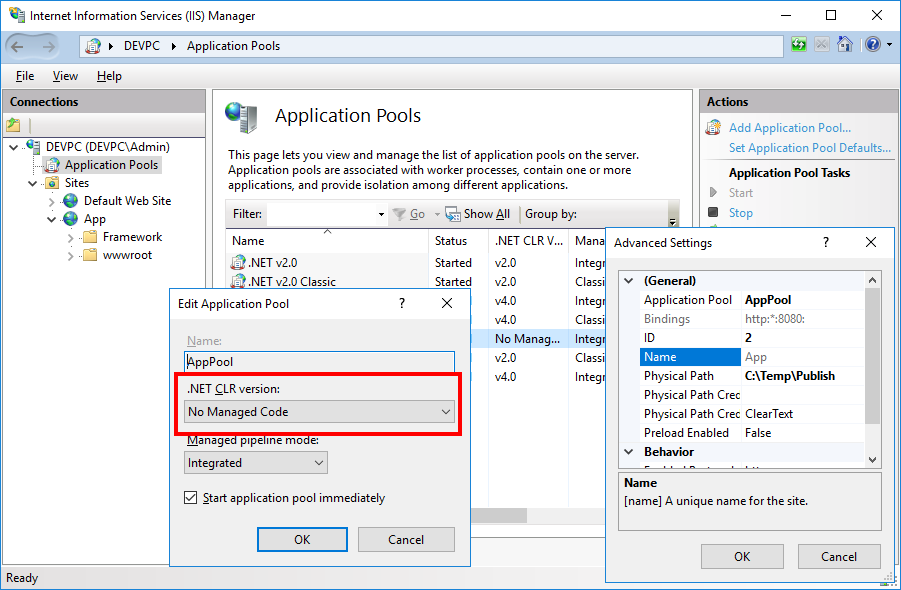 Internet Information Services (IIS) Manager
DEVPC
Application Pools
File
View
Help
Connections
DEVPC (DEVPC\Admin)
Application Pools
Sites
Default Web Site
App
Framework
wwwroot
Application Pools
This page lets you view and manage the list of application pools on the server.
Application pools are associated with worker processes, contain one or more
applications, and provide isolation among different applications.
Filter:
Go
Show All
Group by:
Name
Status
.NET CLR V...
Mana
.NET v2.0
Started
v2.0
Integr
.NET v2.0 Classic
Started
v2.0
Classi
v4.0
Integr
v4.0
Classi
No Manag...
Integr
v2.0
Classi
v4.0
Integr
Actions
Add Application Pool...
Set Application Pool Defaults...
Application Pool Tasks
Start
Stop
Edit Application Pool
?
Name:
AppPool
.NET CLR version:
No Managed Code
Managed pipeline mode:
Integrated
Start application pool immediately
OK
Cancel
Advanced Settings
?
(General)
Application Pool
AppPool
Bindings
http:*:8080:
ID
2
Name
App
Physical Path
C:\Temp\Publish
Physical Path Cred
Physical Path Cred
ClearText
Preload Enabled
False
Behavior
Name
[name] A unique name for the site.
OK
Cancel
Ready